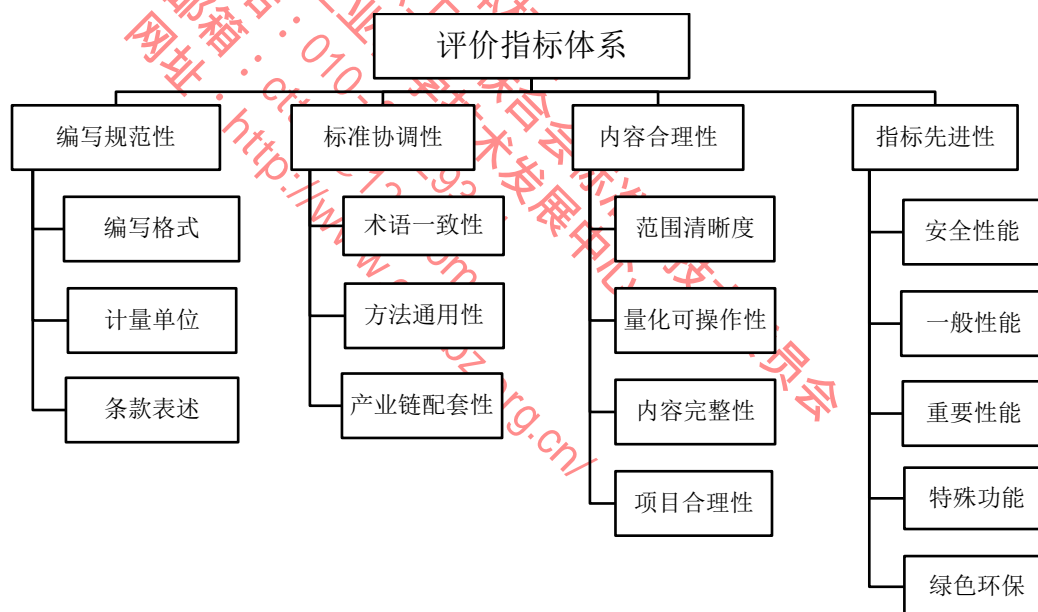 评价指标体系
编写规范性
标准协调性
内容合理性
指标先进性
编写格式
计量单位
条款表述
术语一致性
方法通用性
产业链配套性
范围清晰度
量化可操作性
内容完整性
项目合理性
安全性能
一般性能
重要性能
特殊功能
绿色环保